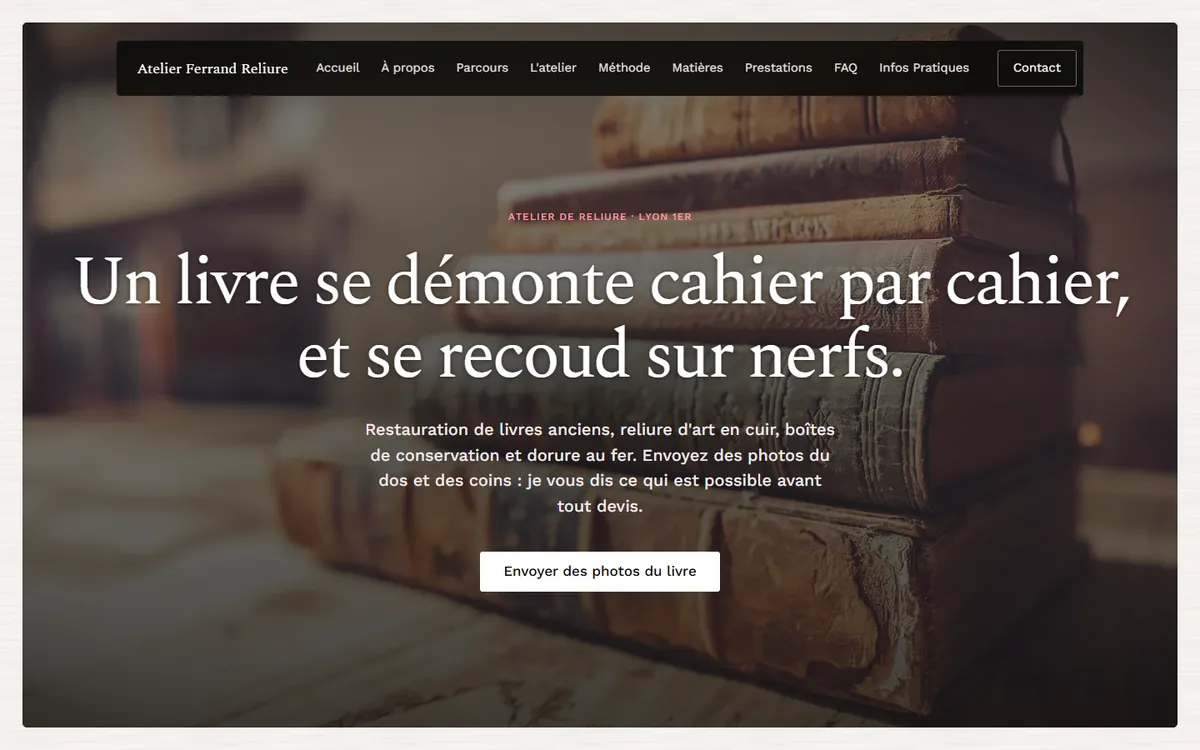 Atelier Ferrand Reliure
Accueil
À propos
Parcours
L'atelier
Méthode
Matières
Prestations
FAQ
Infos Pratiques
Contact
ATELIER DE RELIURE · LYON 1ER
Un livre se démonte cahier par cahier,
et se recoud sur nerfs.
Restauration de livres anciens, reliure d'art en cuir, boîtes
de conservation et dorure au fer. Envoyez des photos du
dos et des coins : je vous dis ce qui est possible avant
tout devis.
Envoyer des photos du livre